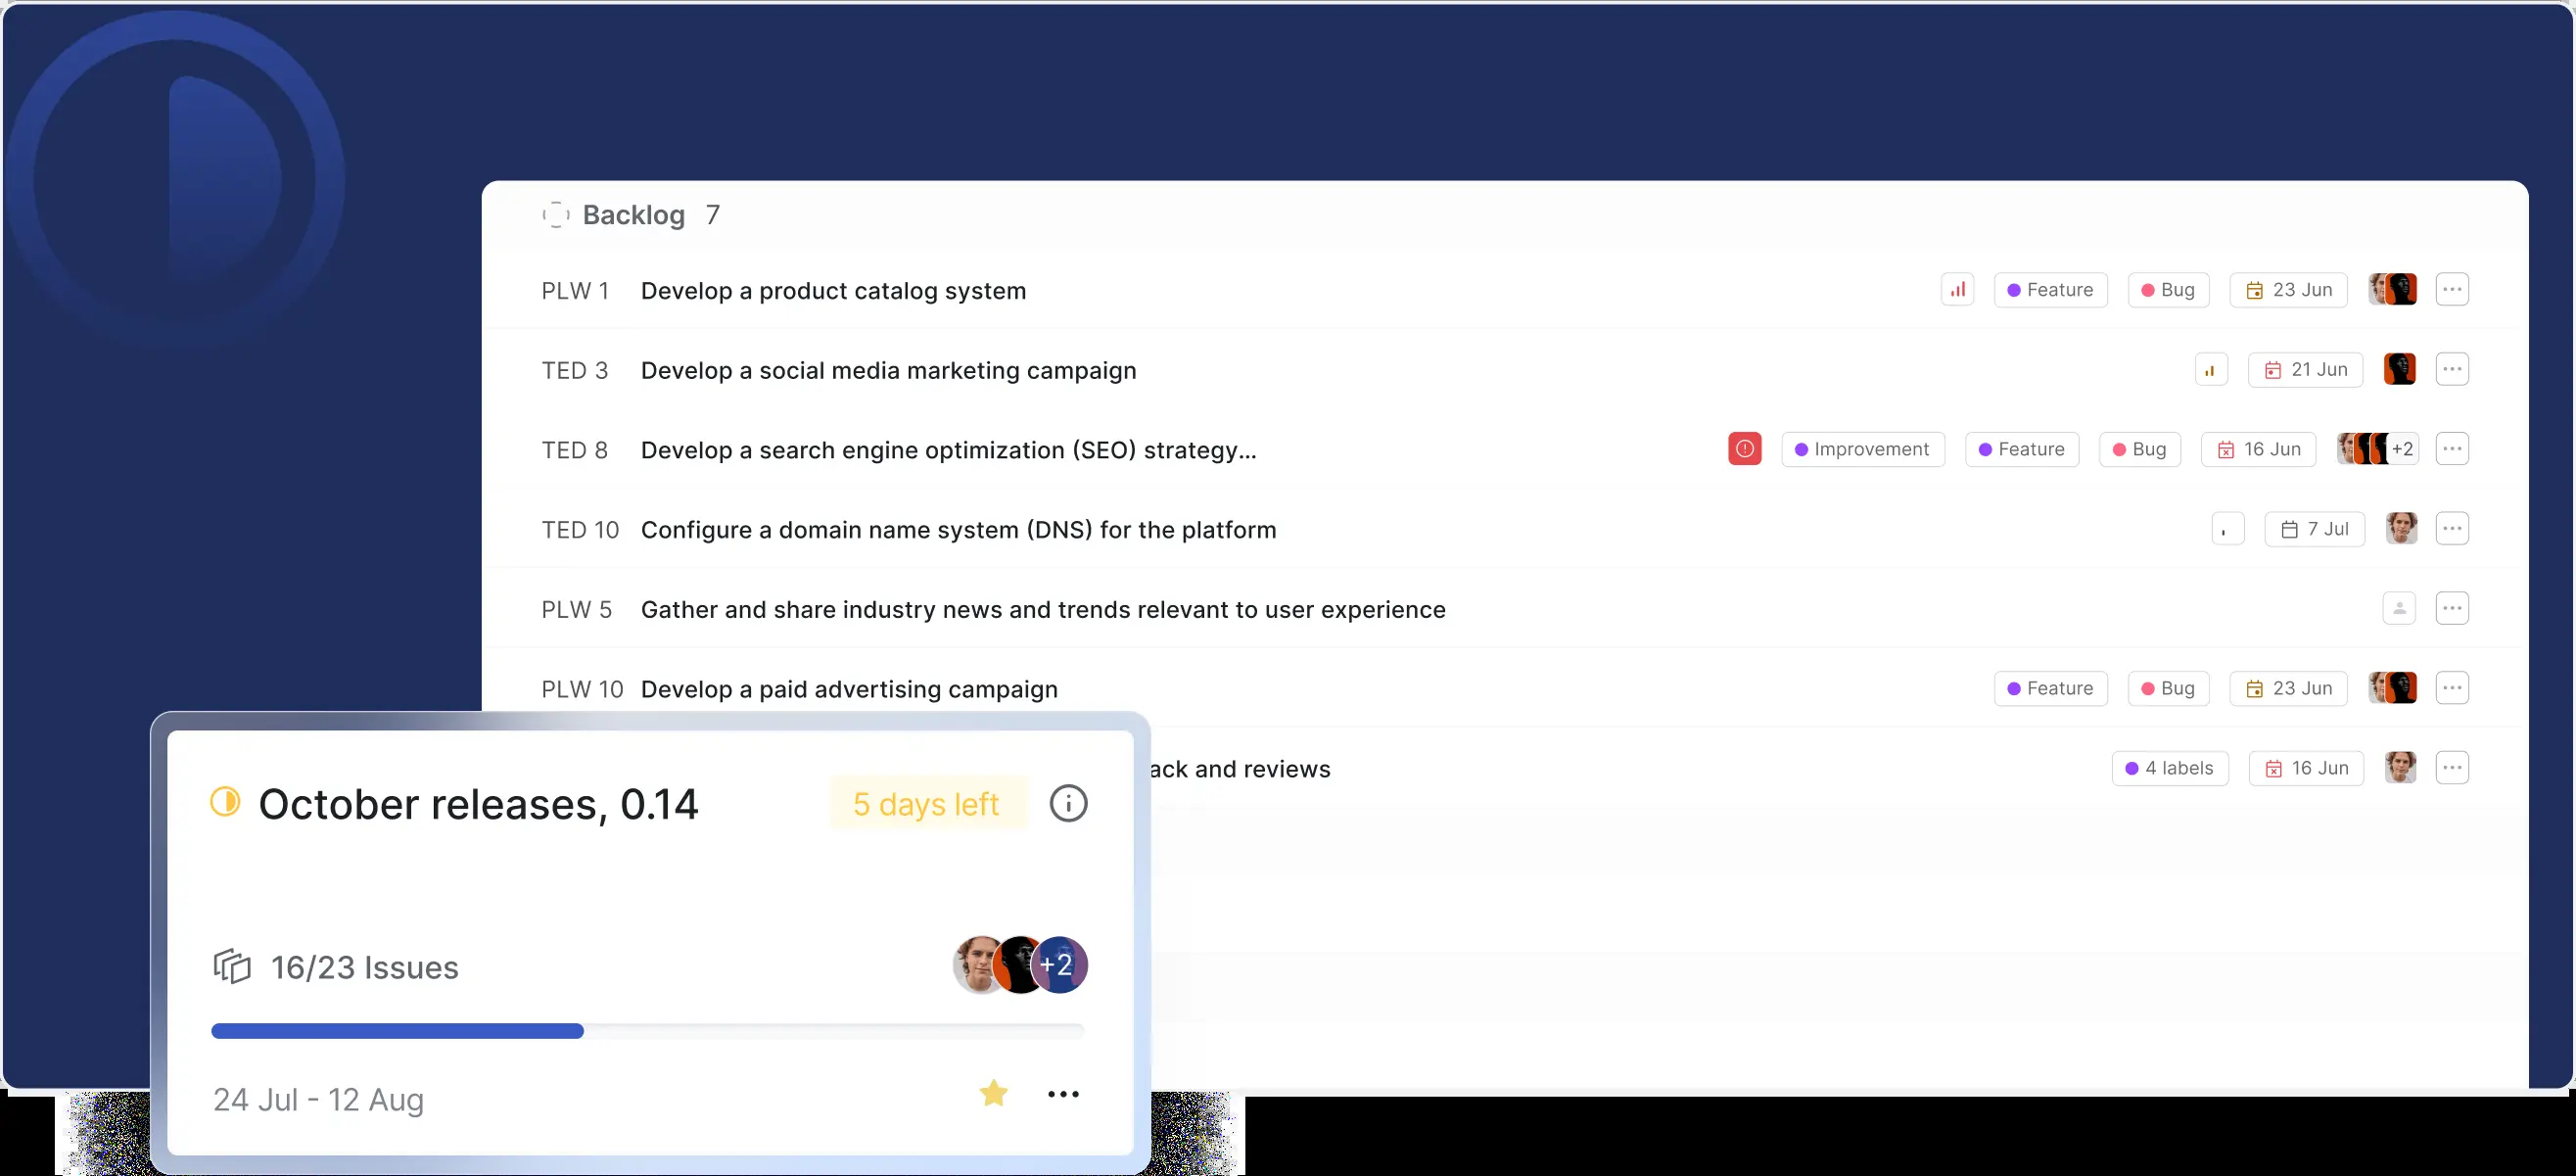 Backlog 7
PLW 1 Develop a product catalog system Feature Bug 23 Jun
TED 3 Develop a social media marketing campaign 21 Jun
TED 8 Develop a search engine optimization (SEO) strategy... Improvement Feature Bug 16 Jun +2
TED 10 Configure a domain name system (DNS) for the platform 7 Jul
PLW 5 Gather and share industry news and trends relevant to user experience
PLW 10 Develop a paid advertising campaign Feature Bug 23 Jun
ack and reviews 4 labels 16 Jun
October releases, 0.14 5 days left
16/23 Issues +2
24 Jul - 12 Aug